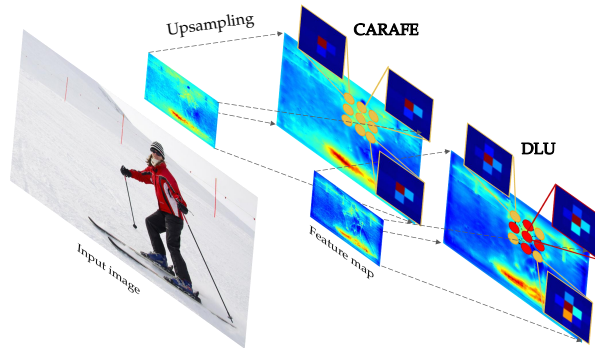 Upsampling
CARAFE
DLU
Input image
Feature map